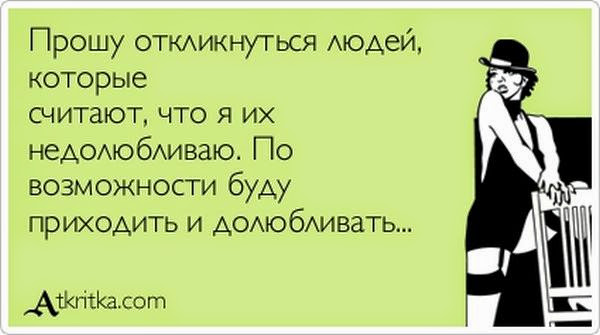 Прошу откликнуться людей,
которые
считают, что я их
недолюбливаю. По
возможности буду
приходить и долюбливать...
Atkritka.com